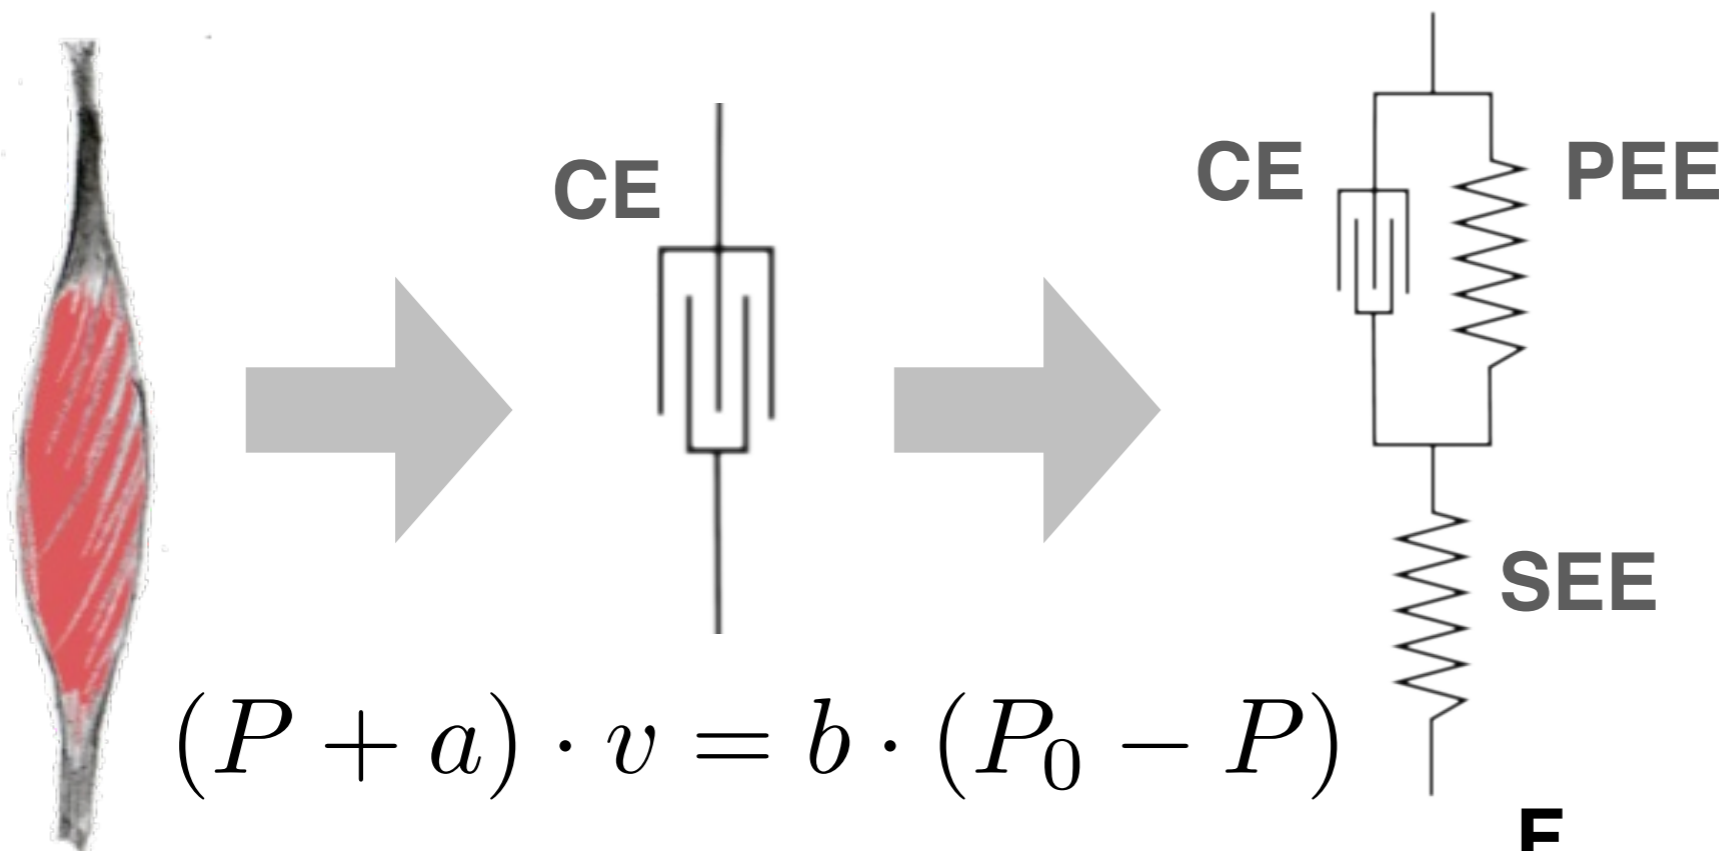 CE
CE
PEE
SEE
(P + a) · v = b · (P₀ − P)
F